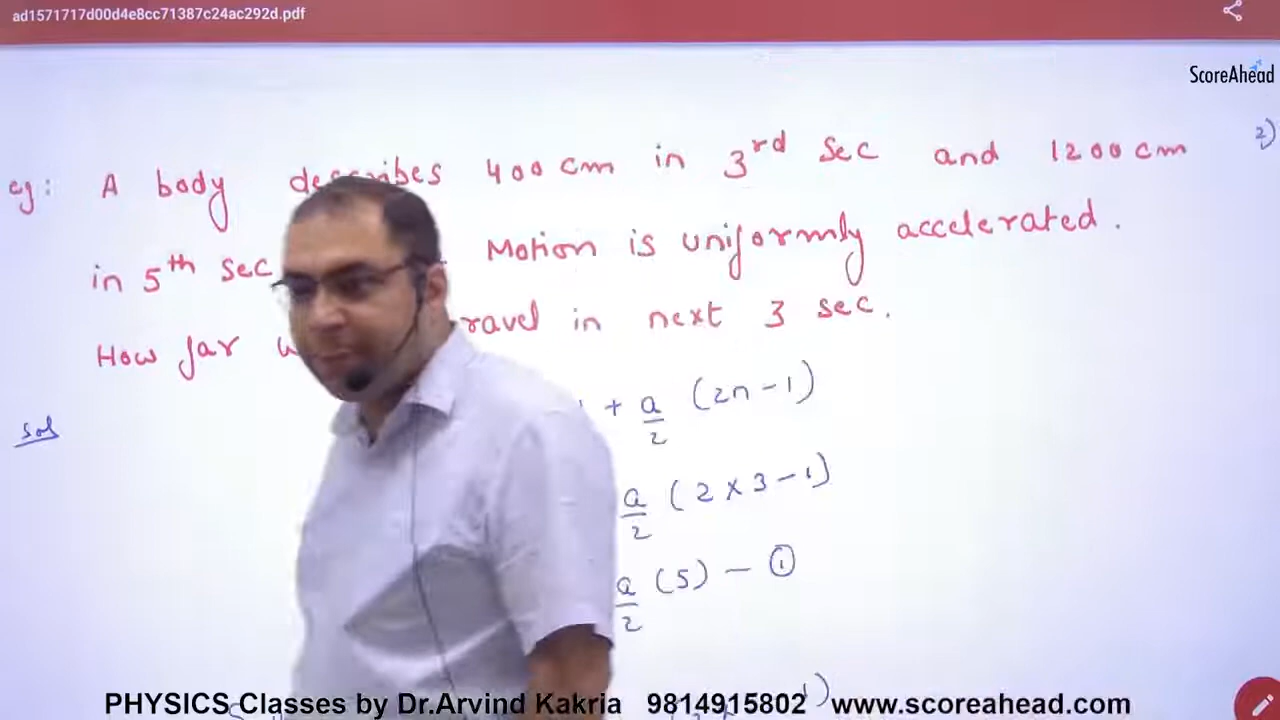 ad1571717d00d4e8cc71387c24ac292d.pdf
ScoreAhead
eg: A body describes 400 cm in 3rd Sec and 1200 cm
2)
in 5th sec Motion is uniformly accelerated.
How far ravel in next 3 sec.
Sol
+ a/2 (2n - 1)
a/2 (2 × 3 - 1)
a/2 (5) - ①
PHYSICS Classes by Dr.Arvind Kakria 9814915802 www.scoreahead.com